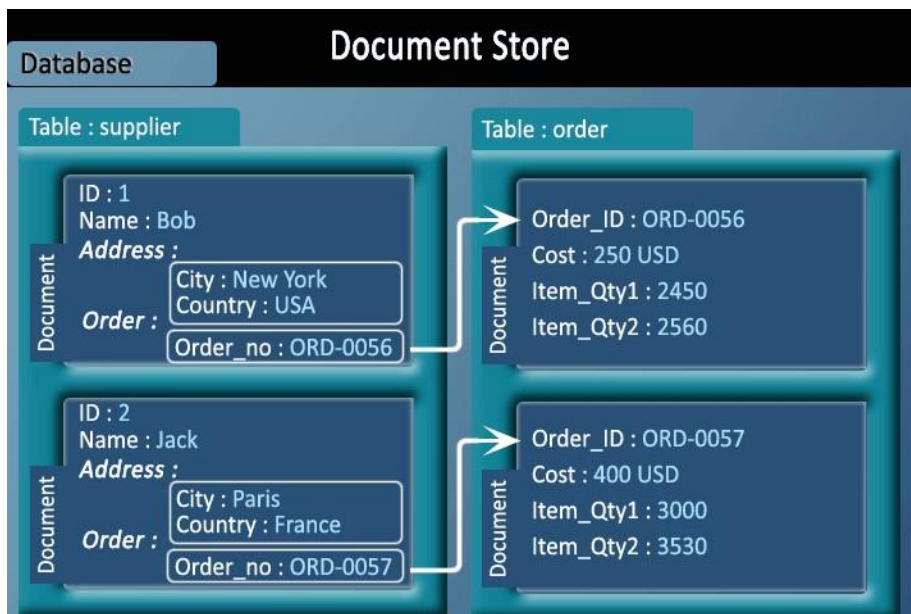 Document Store
Database
Table : supplier
Document
ID : 1
Name : Bob
Address :
City : New York
Country : USA
Order :
Order_no : ORD-0056
Document
ID : 2
Name : Jack
Address :
City : Paris
Country : France
Order :
Order_no : ORD-0057
Table : order
Document
Order_ID : ORD-0056
Cost : 250 USD
Item_Qty1 : 2450
Item_Qty2 : 2560
Document
Order_ID : ORD-0057
Cost : 400 USD
Item_Qty1 : 3000
Item_Qty2 : 3530